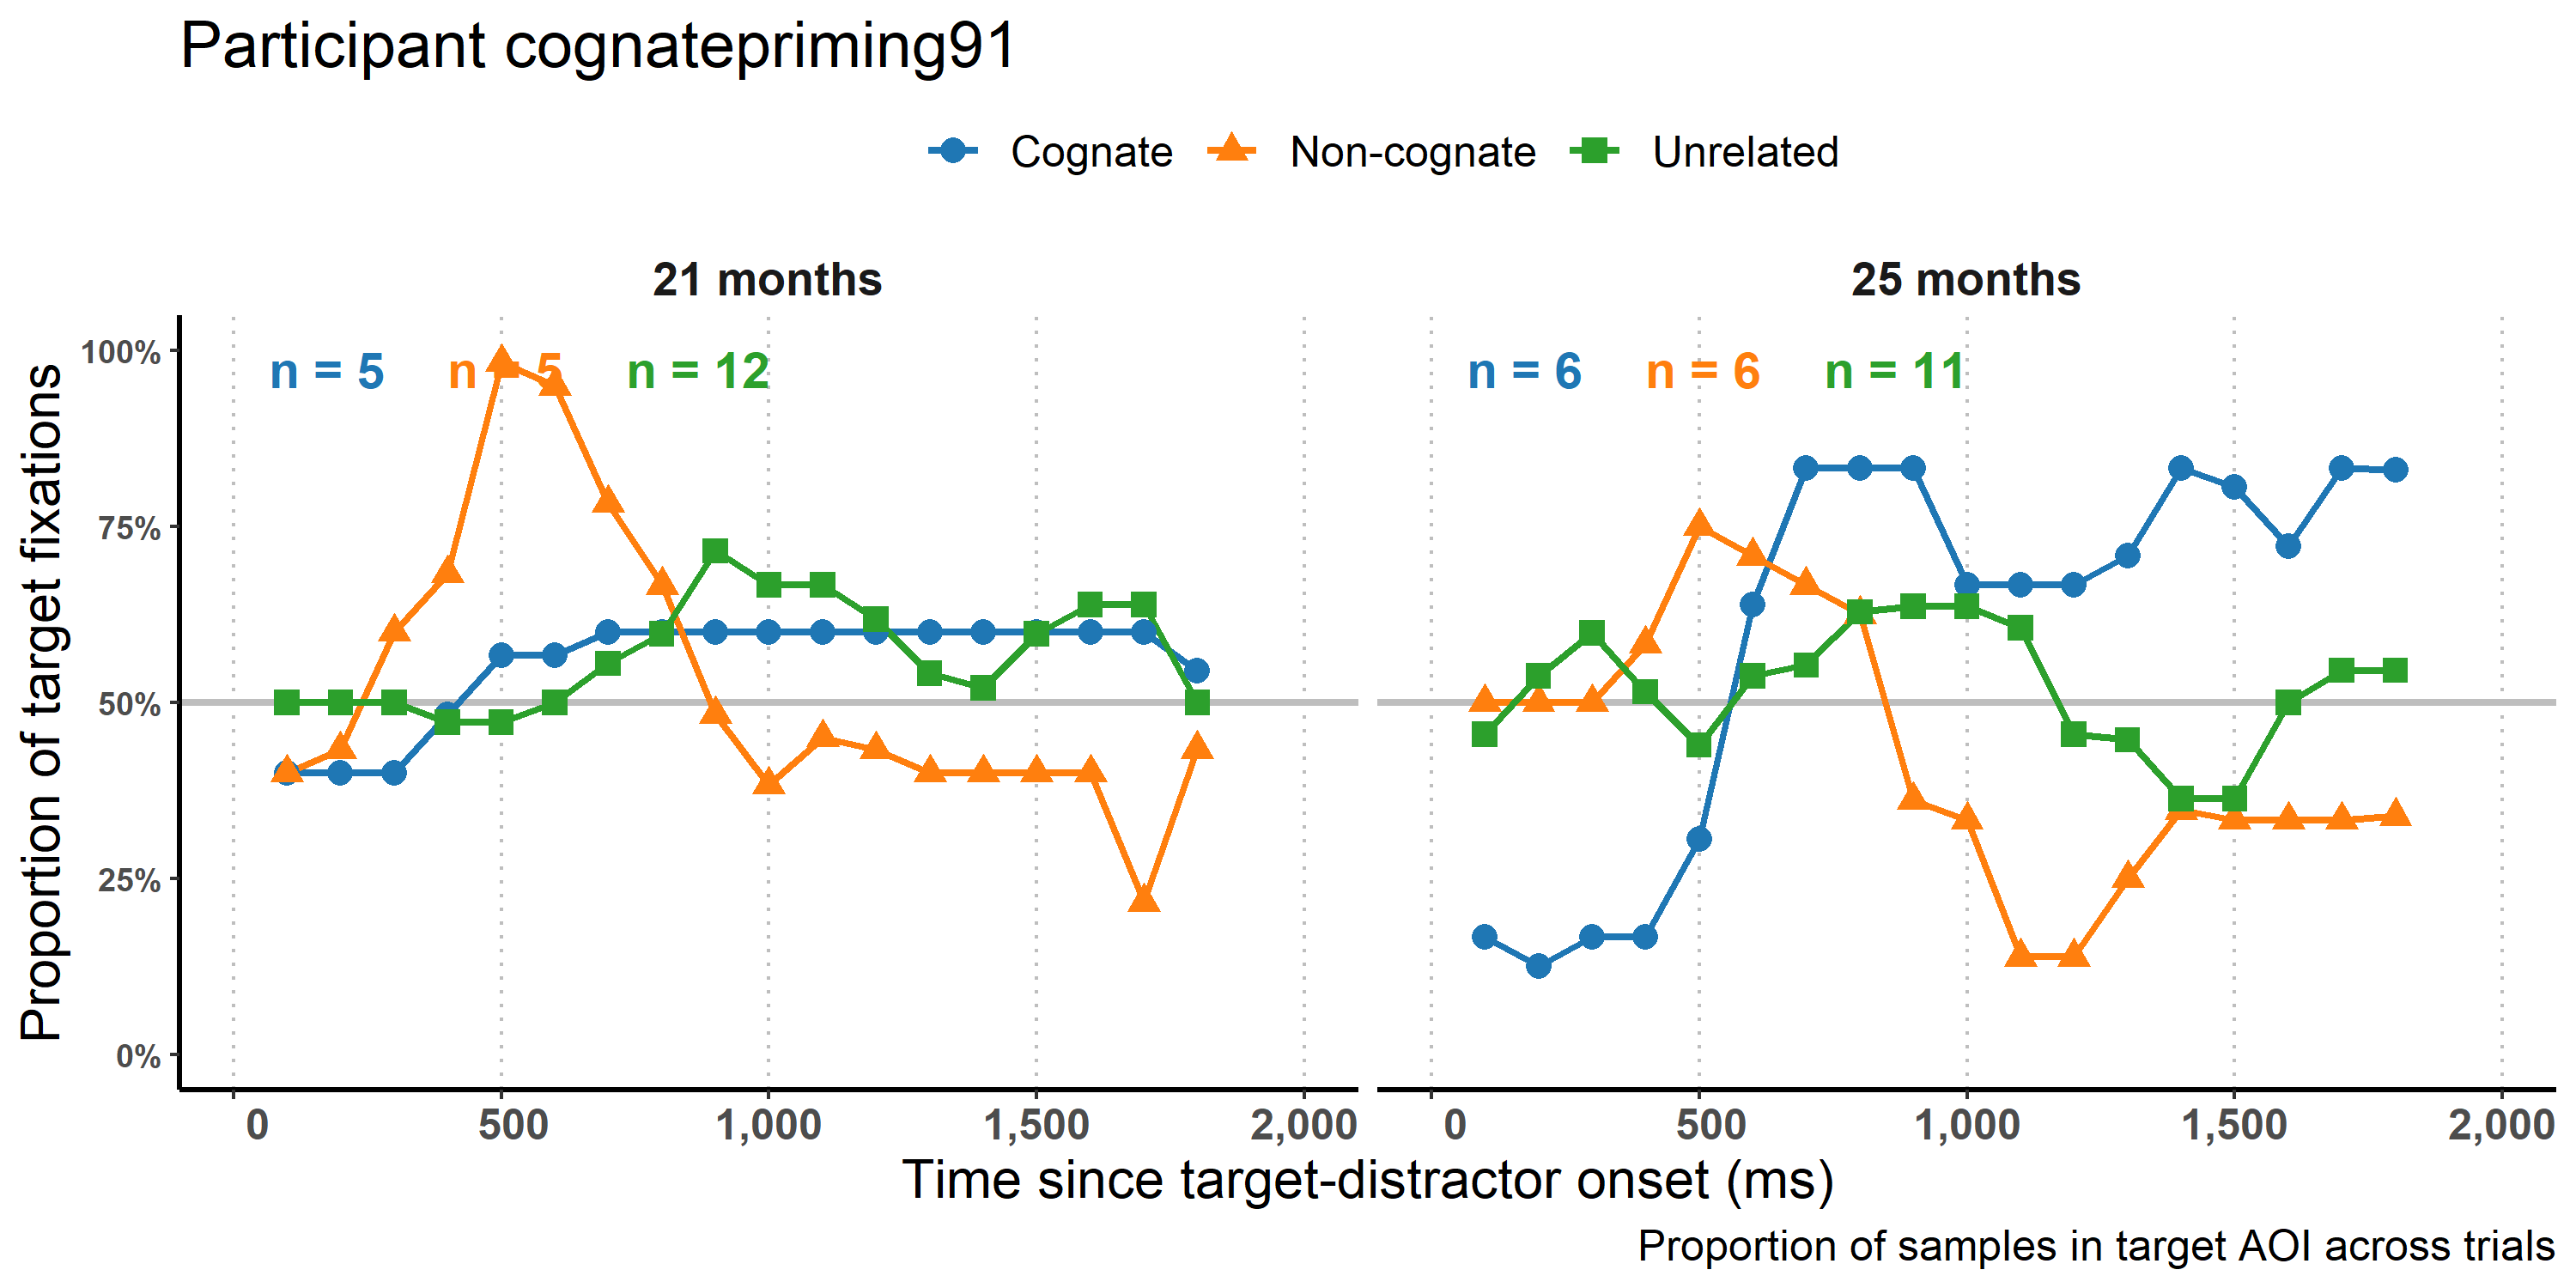 Participant cognatepriming91
Cognate Non-cognate Unrelated
21 months 25 months
n = 5 n = 5 n = 12 n = 6 n = 6 n = 11
100%
75%
50%
25%
0%
Proportion of target fixations
0 500 1,000 1,500 2,000 0 500 1,000 1,500 2,000
Time since target-distractor onset (ms)
Proportion of samples in target AOI across trials